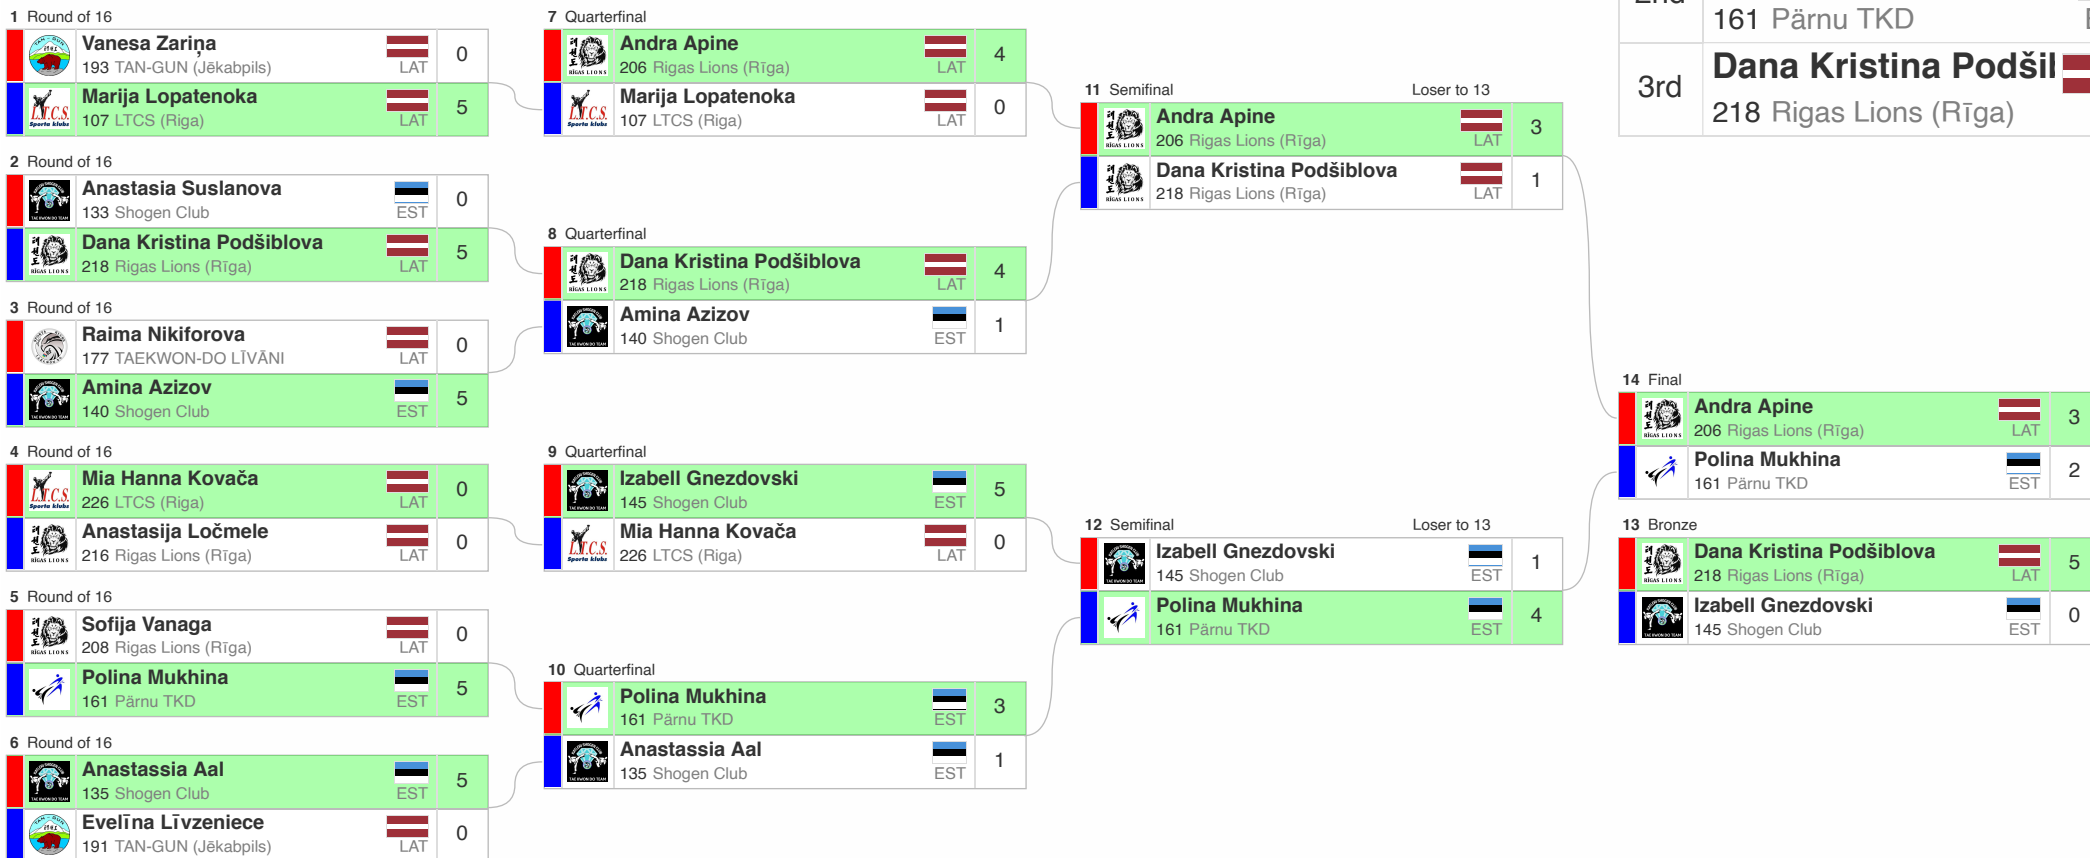 1 Round of 16
Vanesa Zariņa
193 TAN-GUN (Jēkabpils) LAT 0
Marija Lopatenoka
107 LTCS (Riga) LAT 5
2 Round of 16
Anastasia Suslanova
133 Shogen Club EST 0
Dana Kristina Podšiblova
218 Rigas Lions (Rīga) LAT 5
3 Round of 16
Raima Nikiforova
177 TAEKWON-DO LĪVĀNI LAT 0
Amina Azizov
140 Shogen Club EST 5
4 Round of 16
Mia Hanna Kovača
226 LTCS (Riga) LAT 0
Anastasija Ločmele
216 Rigas Lions (Rīga) LAT 0
5 Round of 16
Sofija Vanaga
208 Rigas Lions (Rīga) LAT 0
Polina Mukhina
161 Pärnu TKD EST 5
6 Round of 16
Anastassia Aal
135 Shogen Club EST 5
Evelīna Līvzeniece
191 TAN-GUN (Jēkabpils) LAT 0
7 Quarterfinal
Andra Apine
206 Rigas Lions (Rīga) LAT 4
Marija Lopatenoka
107 LTCS (Riga) LAT 0
8 Quarterfinal
Dana Kristina Podšiblova
218 Rigas Lions (Rīga) LAT 4
Amina Azizov
140 Shogen Club EST 1
9 Quarterfinal
Izabell Gnezdovski
145 Shogen Club EST 5
Mia Hanna Kovača
226 LTCS (Riga) LAT 0
10 Quarterfinal
Polina Mukhina
161 Pärnu TKD EST 3
Anastassia Aal
135 Shogen Club EST 1
11 Semifinal Loser to 13
Andra Apine
206 Rigas Lions (Rīga) LAT 3
Dana Kristina Podšiblova
218 Rigas Lions (Rīga) LAT 1
12 Semifinal Loser to 13
Izabell Gnezdovski
145 Shogen Club EST 1
Polina Mukhina
161 Pärnu TKD EST 4
161 Pärnu TKD
3rd
Dana Kristina Podšil
218 Rigas Lions (Rīga)
14 Final
Andra Apine
206 Rigas Lions (Rīga) LAT 3
Polina Mukhina
161 Pärnu TKD EST 2
13 Bronze
Dana Kristina Podšiblova
218 Rigas Lions (Rīga) LAT 5
Izabell Gnezdovski
145 Shogen Club EST 0